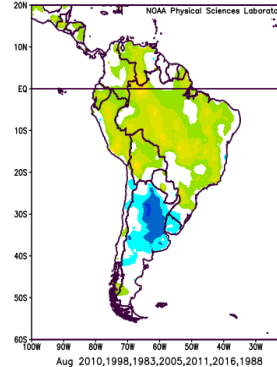 NOAA Physical Sciences Laborato
20N
10N
EQ
10S
20S
30S
40S
50S
60S
100W 90W 80W 70W 60W 50W 40W 30W
Aug 2010,1998,1983,2005,2011,2016,1988